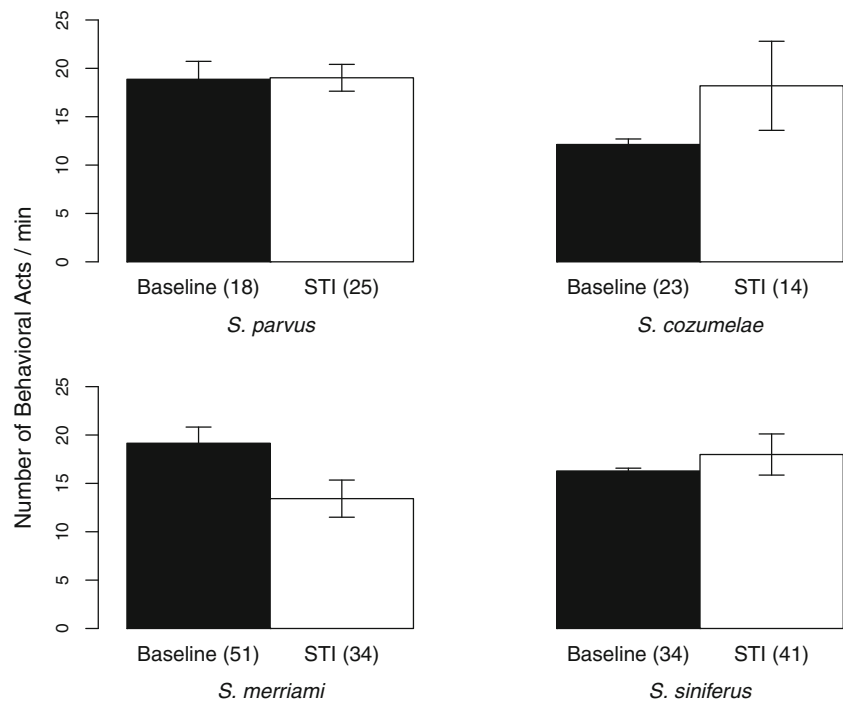 Number of Behavioral Acts / min
25
20
15
10
5
0
Baseline (18) STI (25)
S. parvus
Baseline (23) STI (14)
S. cozumelae
25
20
15
10
5
0
Baseline (51) STI (34)
S. merriami
Baseline (34) STI (41)
S. siniferus